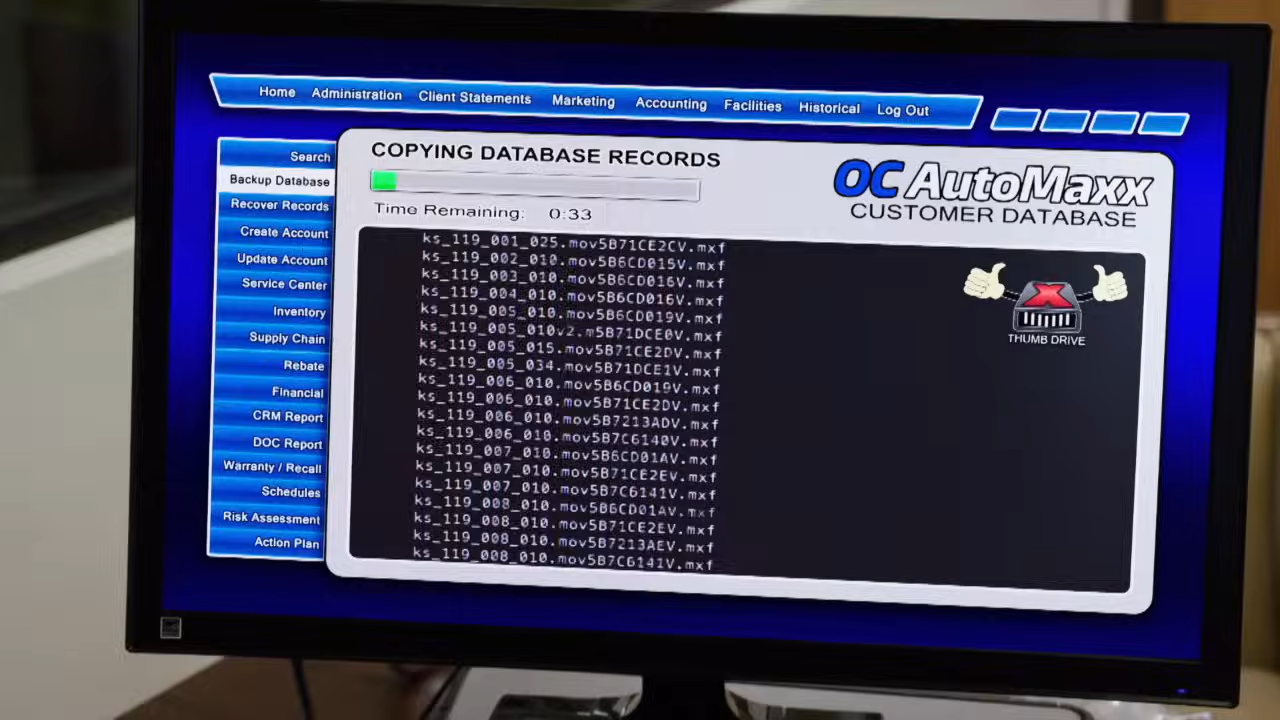 Home Administration Client Statements Marketing Accounting Facilities Historical Log Out
Search
Backup Database
Recover Records
Create Account
Update Account
Service Center
Inventory
Supply Chain
Rebate
Financial
CRM Report
DOC Report
Warranty / Recall
Schedules
Risk Assessment
Action Plan
COPYING DATABASE RECORDS
Time Remaining: 0:33
OC AutoMaxx
CUSTOMER DATABASE
ks_119_001_025.mov5B71CE2CV.mxf
ks_119_002_010.mov5B6CD015V.mxf
ks_119_003_010.mov5B6CD016V.mxf
ks_119_004_010.mov5B6CD016V.mxf
ks_119_005_010.mov5B6CD019V.mxf
ks_119_005_010v2.m5B71DCE0V.mxf
ks_119_005_015.mov5B71CE2DV.mxf
ks_119_005_034.mov5B71DCE1V.mxf
ks_119_006_010.mov5B6CD019V.mxf
ks_119_006_010.mov5B71CE2DV.mxf
ks_119_006_010.mov5B7213ADV.mxf
ks_119_006_010.mov5B7C6140V.mxf
ks_119_007_010.mov5B6CD01AV.mxf
ks_119_007_010.mov5B71CE2EV.mxf
ks_119_007_010.mov5B7C6141V.mxf
ks_119_008_010.mov5B6CD01AV.mxf
ks_119_008_010.mov5B71CE2EV.mxf
ks_119_008_010.mov5B7213AEV.mxf
ks_119_008_010.mov5B7C6141V.mxf
X
THUMB DRIVE